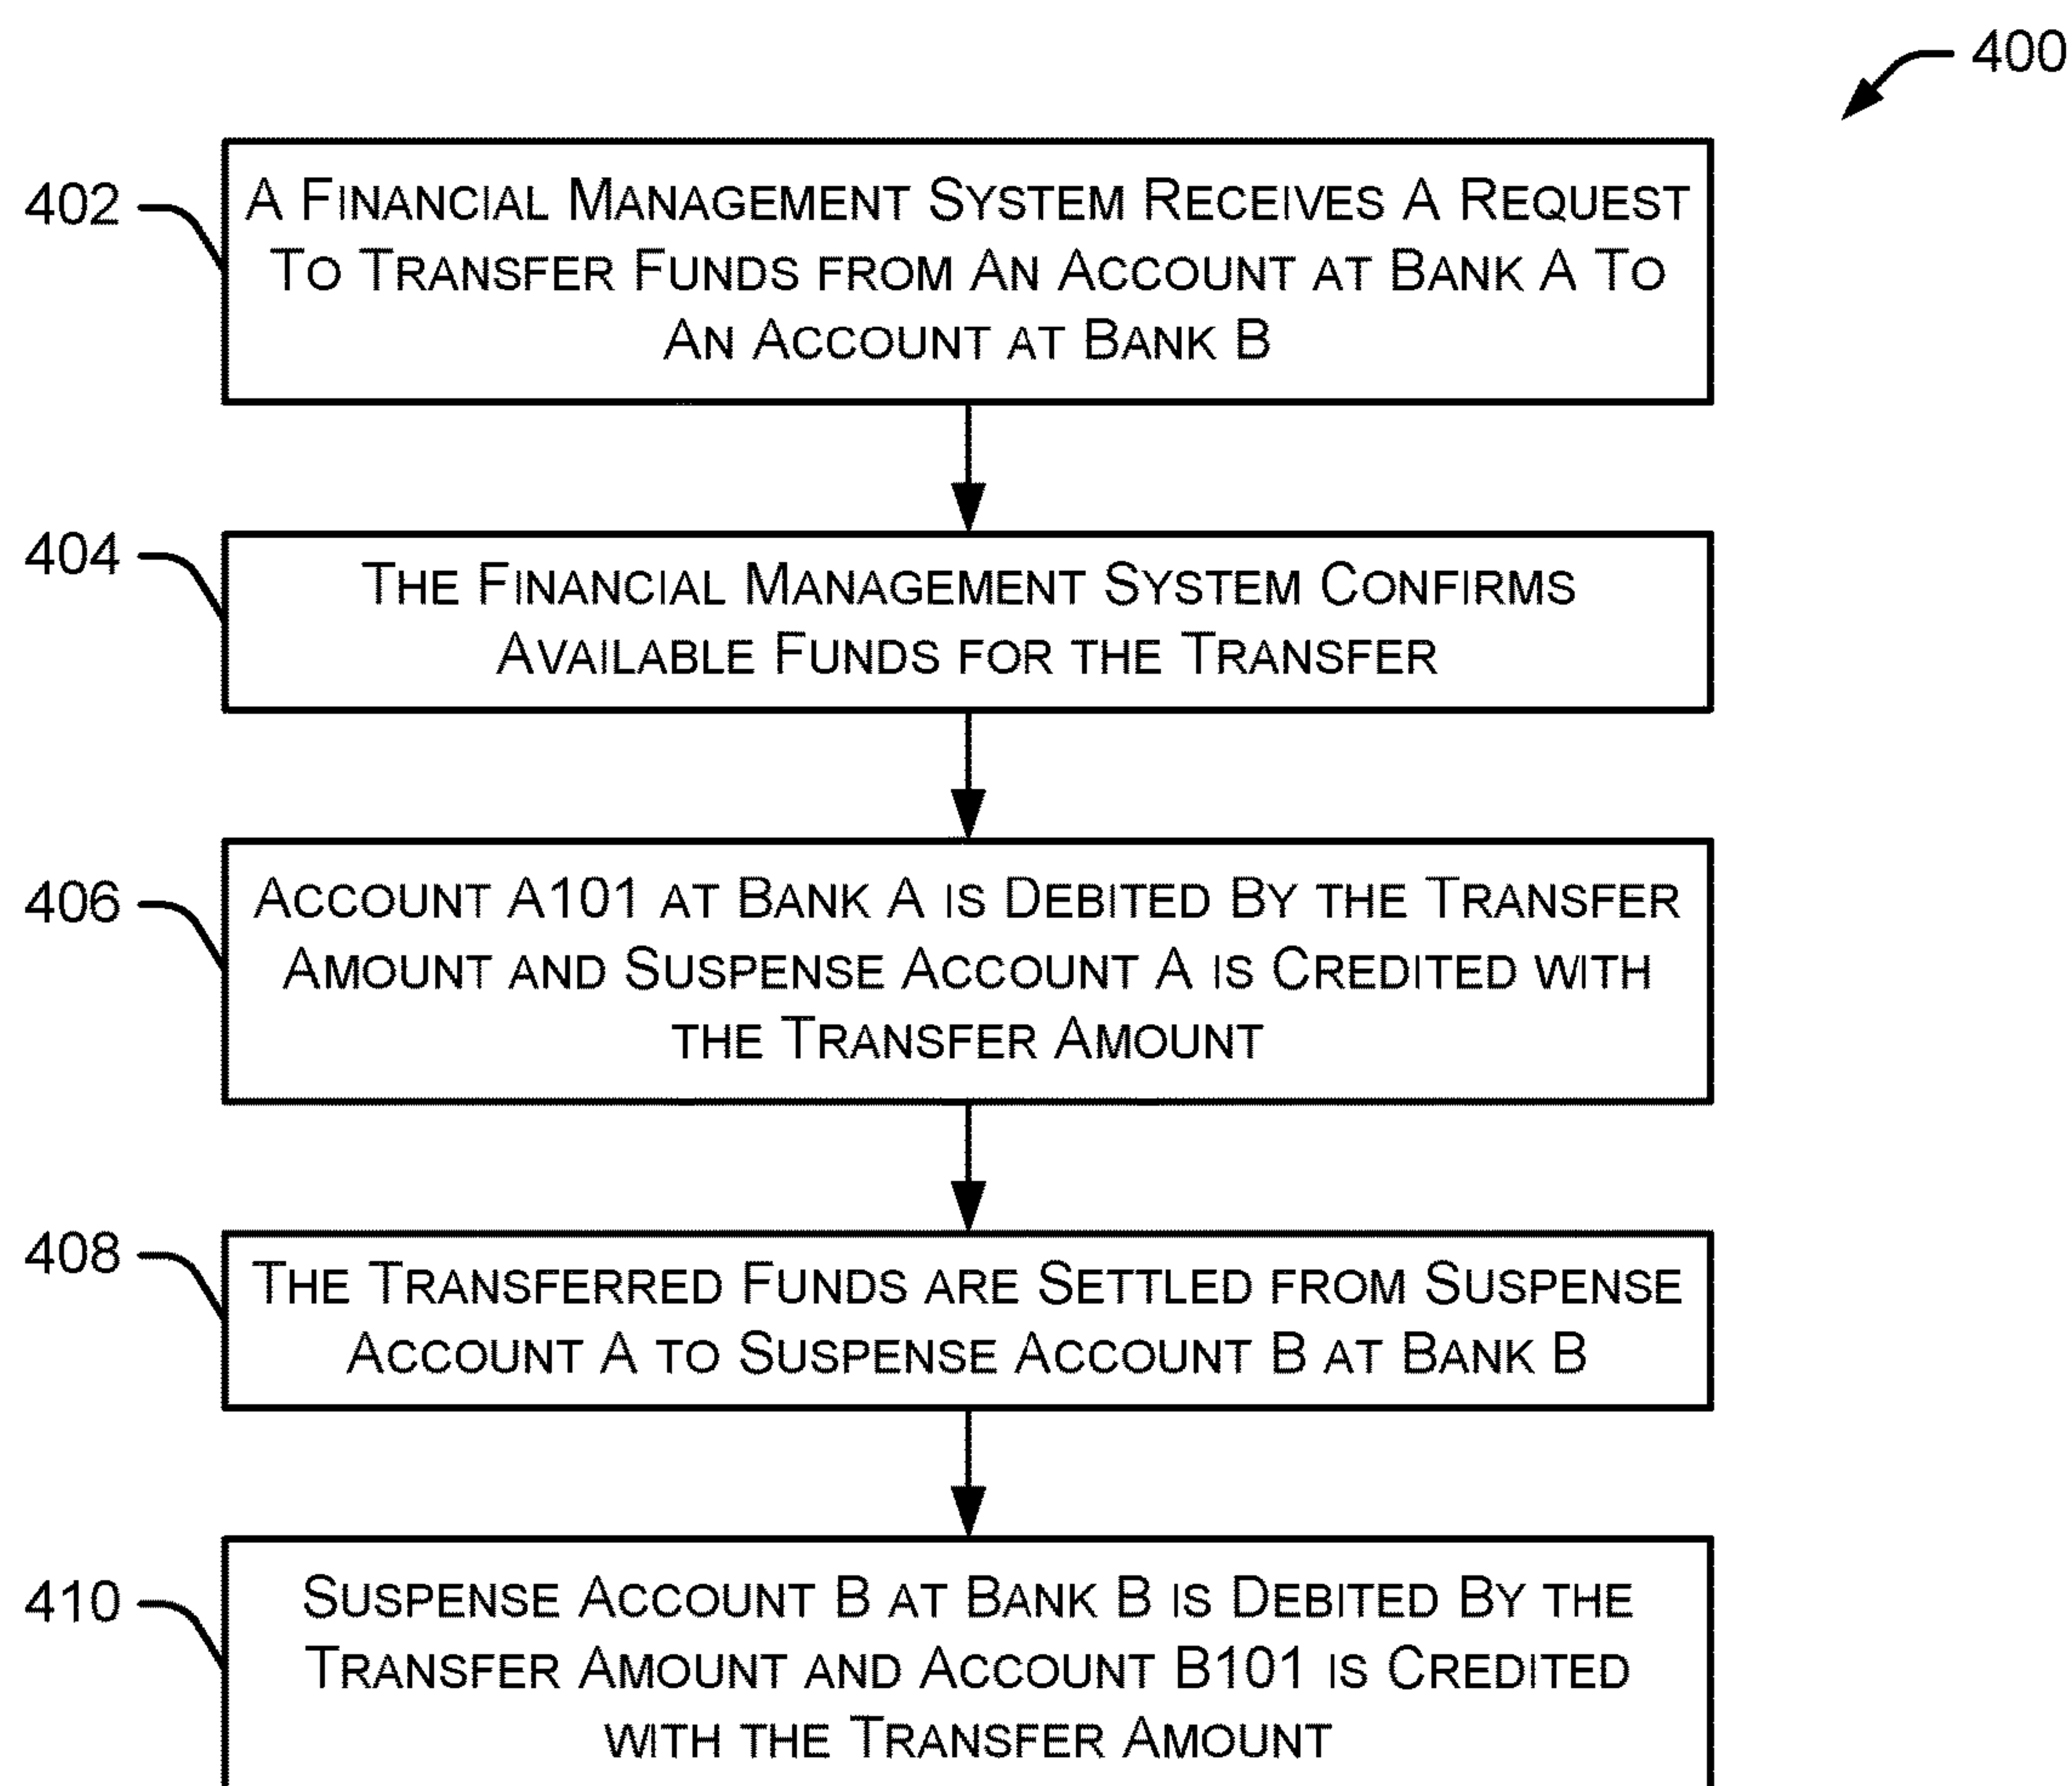 400
402
A FINANCIAL MANAGEMENT SYSTEM RECEIVES A REQUEST
TO TRANSFER FUNDS FROM AN ACCOUNT AT BANK A TO
AN ACCOUNT AT BANK B
404
THE FINANCIAL MANAGEMENT SYSTEM CONFIRMS
AVAILABLE FUNDS FOR THE TRANSFER
406
ACCOUNT A101 AT BANK A IS DEBITED BY THE TRANSFER
AMOUNT AND SUSPENSE ACCOUNT A IS CREDITED WITH
THE TRANSFER AMOUNT
408
THE TRANSFERRED FUNDS ARE SETTLED FROM SUSPENSE
ACCOUNT A TO SUSPENSE ACCOUNT B AT BANK B
410
SUSPENSE ACCOUNT B AT BANK B IS DEBITED BY THE
TRANSFER AMOUNT AND ACCOUNT B101 IS CREDITED
WITH THE TRANSFER AMOUNT